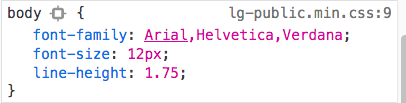 body { lg-public.min.css:9
font-family: Arial,Helvetica,Verdana;
font-size: 12px;
line-height: 1.75;
}